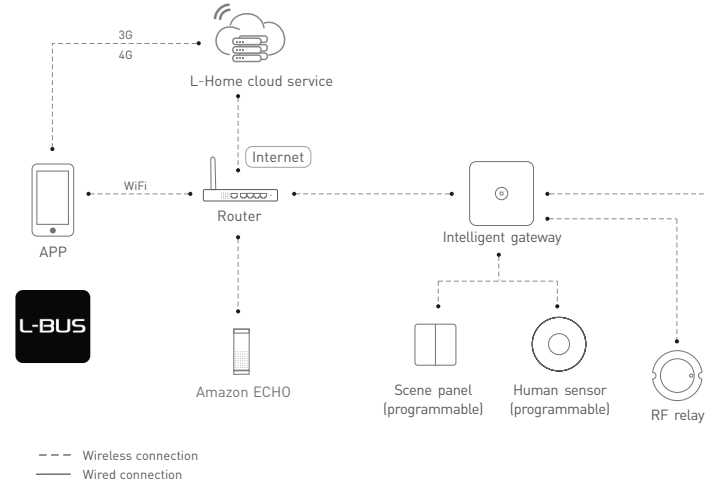 3G
4G
L-Home cloud service
Internet
WiFi
Router
Intelligent gateway
APP
L-BUS
Amazon ECHO
Scene panel
(programmable)
Human sensor
(programmable)
RF relay
Wireless connection
Wired connection